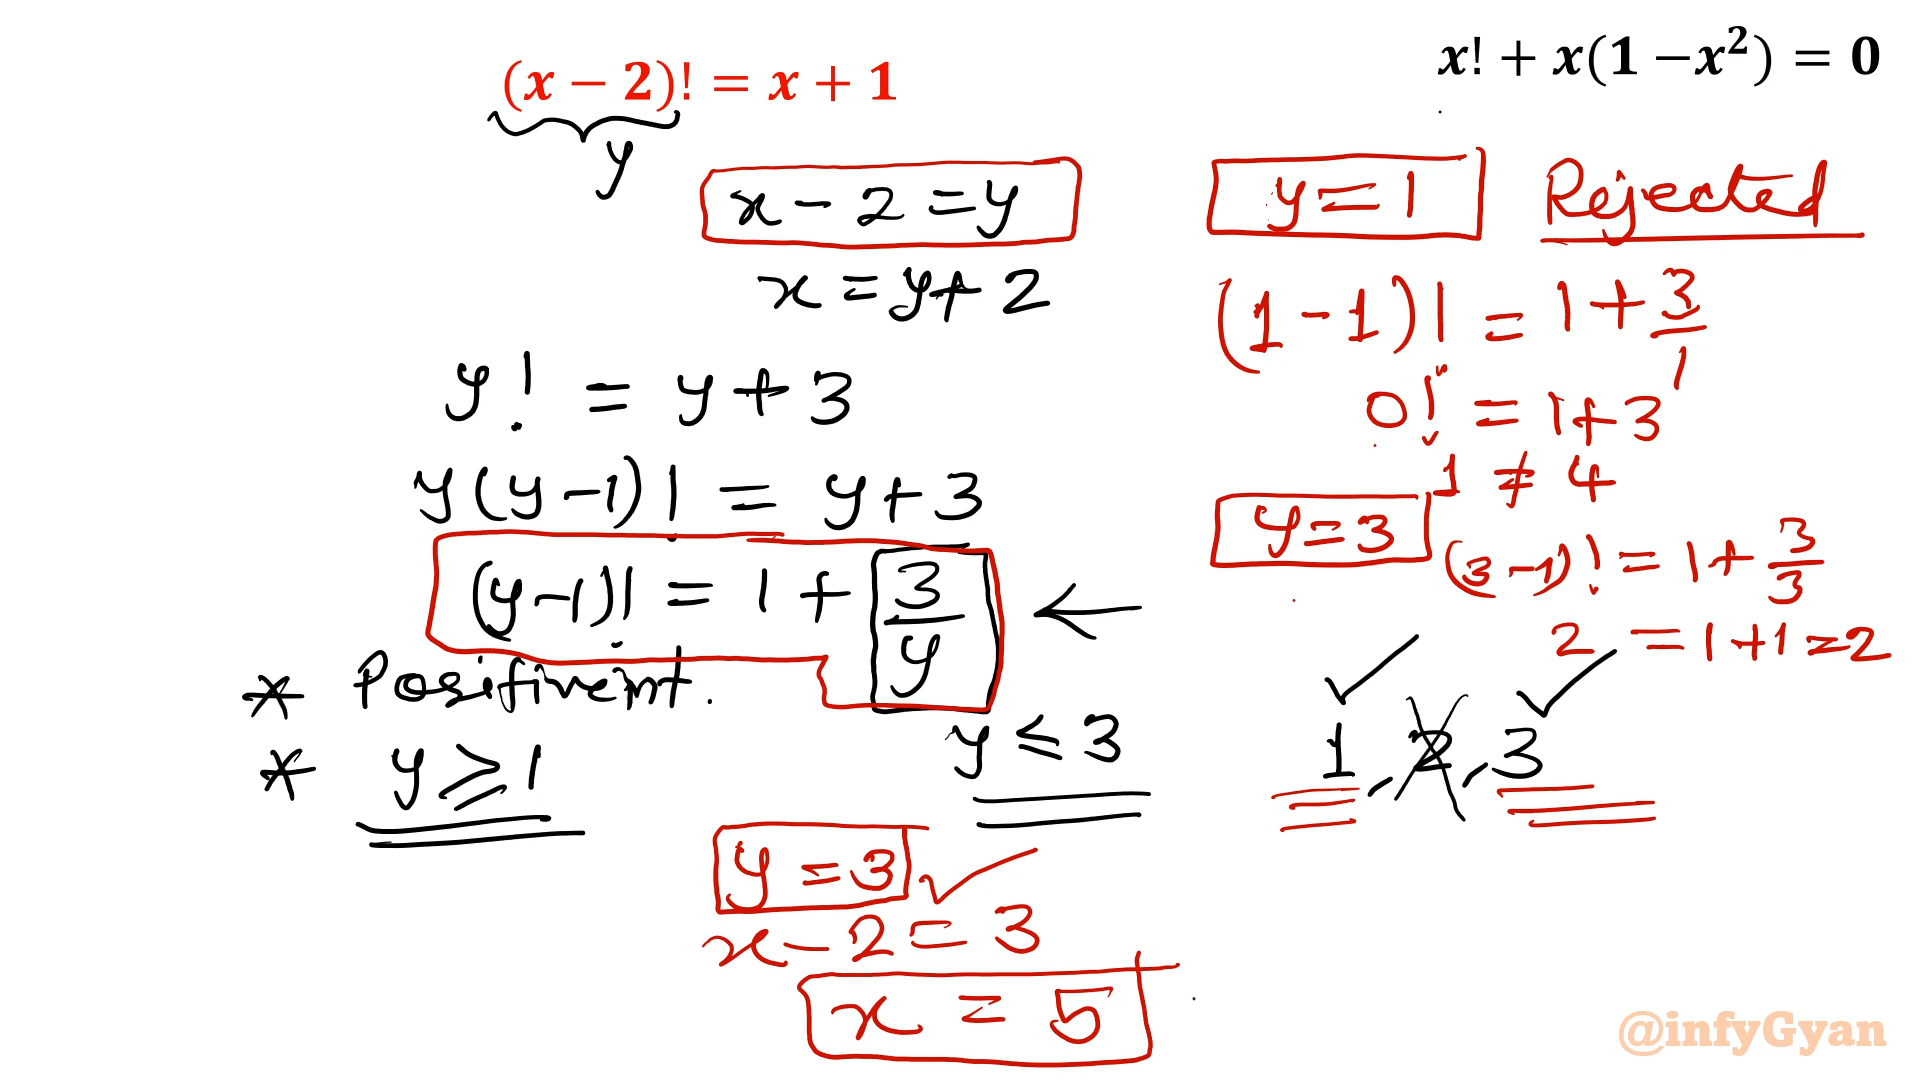 (x − 2)! = x + 1
y
x - 2 = y
x = y + 2
y! = y + 3
y(y-1)! = y + 3
(y-1)! = 1 + 3/y
* Positive int.
* y ⩾ 1
y ≤ 3
x! + x(1 − x²) = 0
y = 1 Rejected
(1 - 1)! = 1 + 3/1
0! = 1 + 3
1 ≠ 4
y = 3
(3 - 1)! = 1 + 3/3
2 = 1 + 1 = 2
1, 2, 3
y = 3 ✓
x - 2 = 3
x = 5
@infyGyan